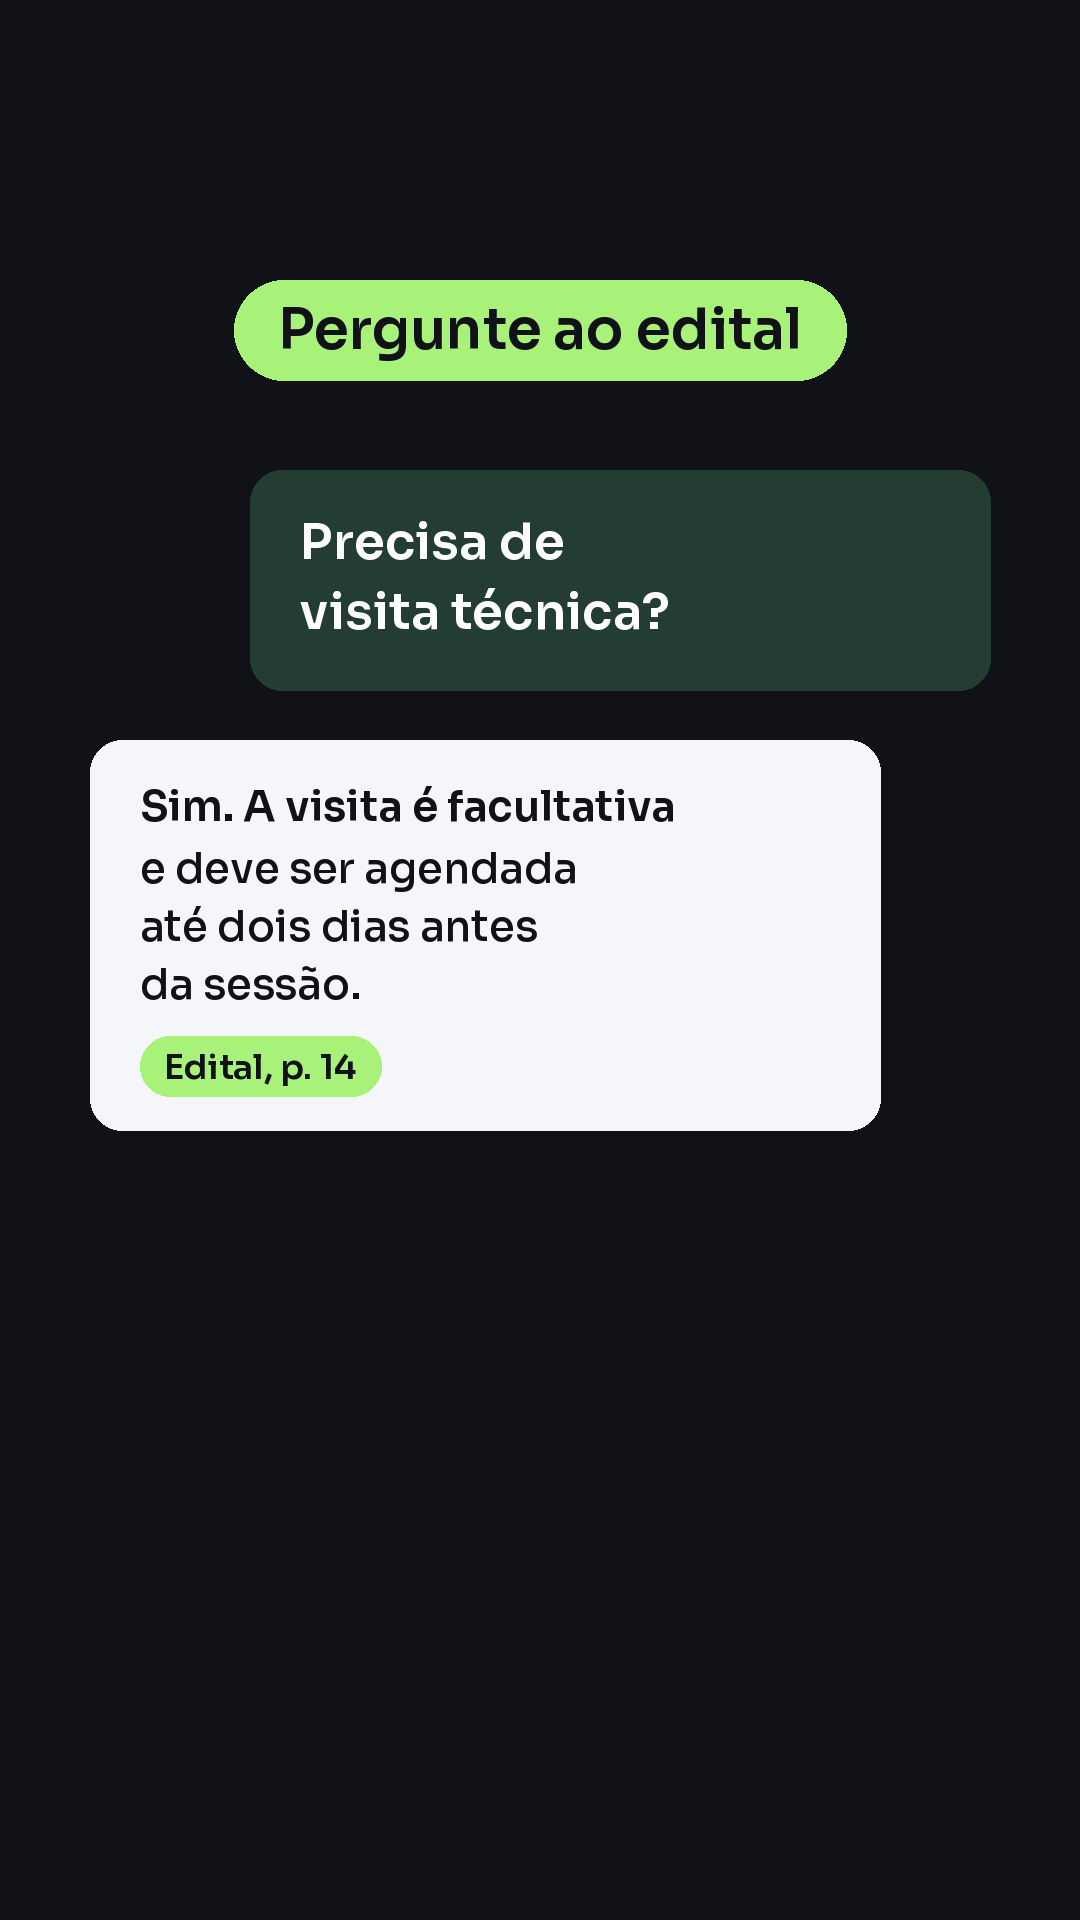 Pergunte ao edital
Precisa de
visita técnica?
Sim. A visita é facultativa
e deve ser agendada
até dois dias antes
da sessão.
Edital, p. 14